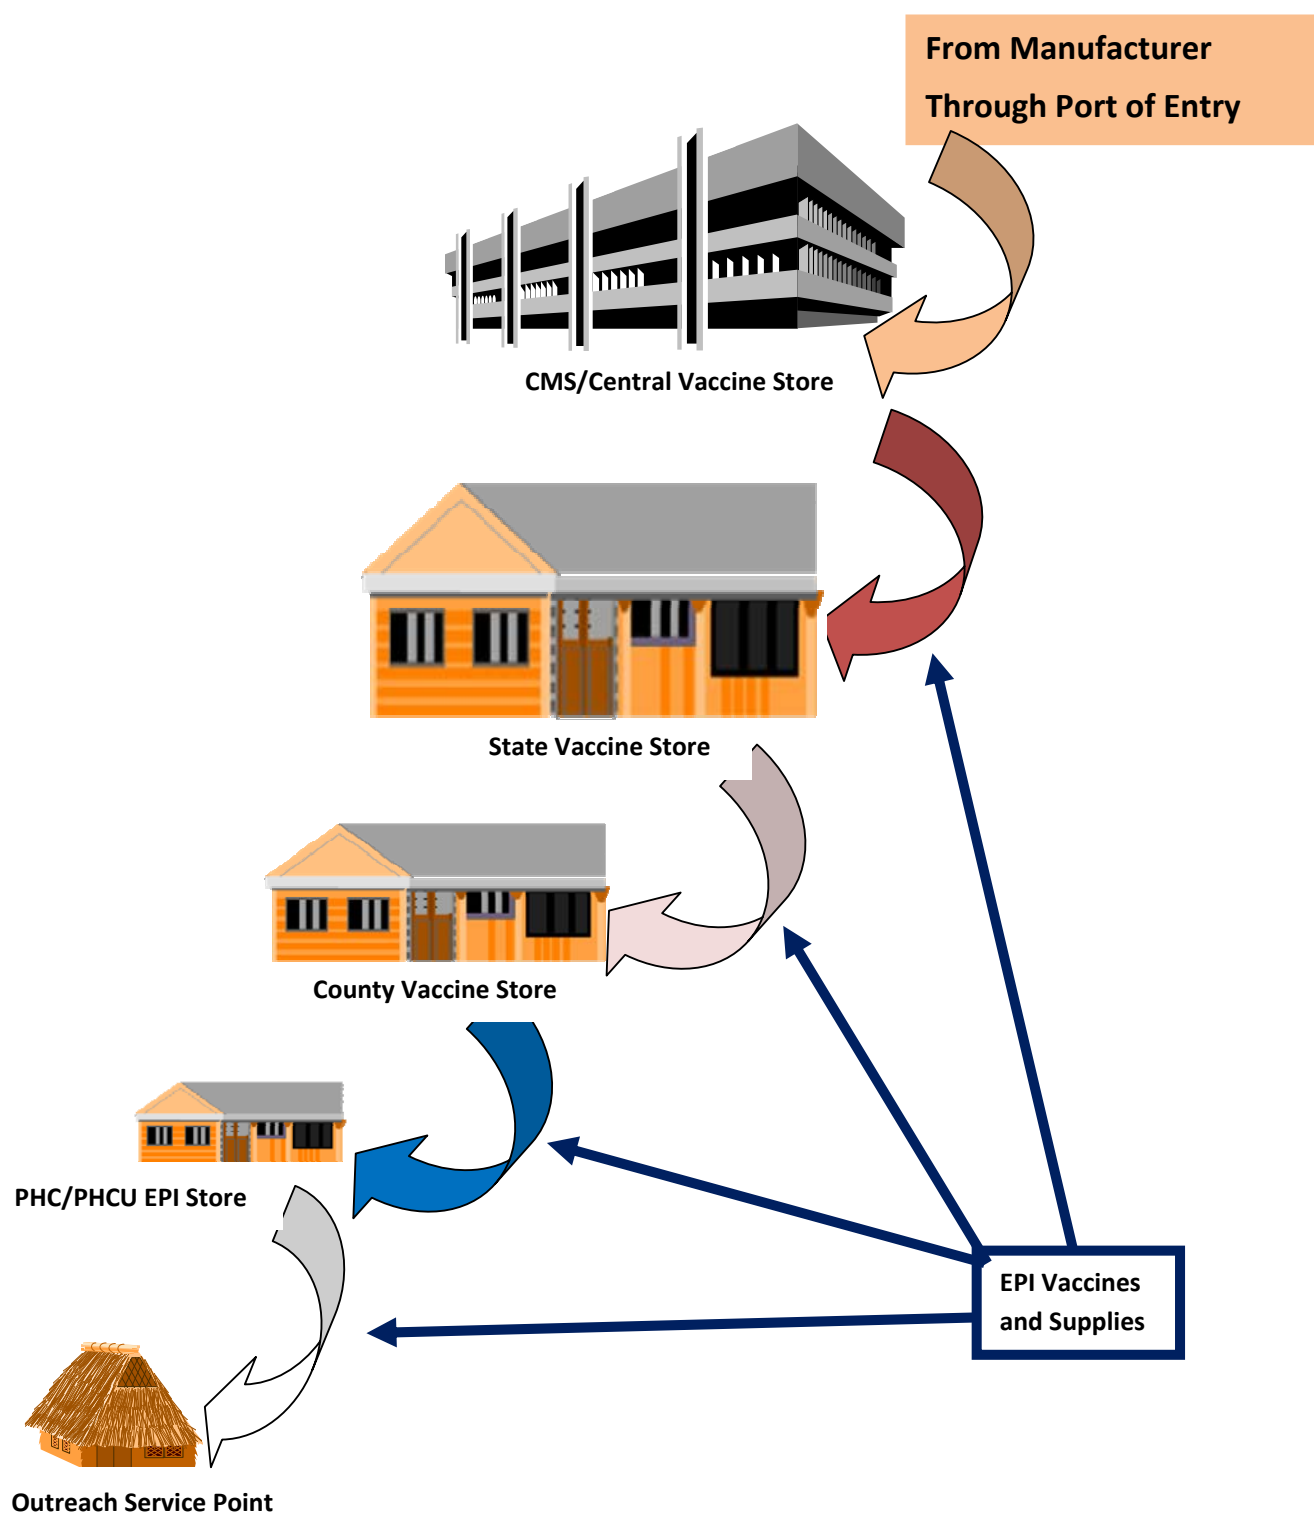 From Manufacturer
Through Port of Entry
CMS/Central Vaccine Store
State Vaccine Store
County Vaccine Store
PHC/PHCU EPI Store
EPI Vaccines
and Supplies
Outreach Service Point